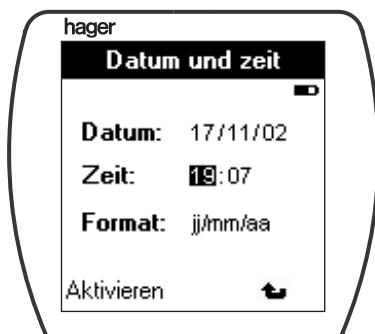 hager
Datum und zeit
Datum: 17/11/02
Zeit: 19:07
Format: jj/mm/aa
Aktivieren